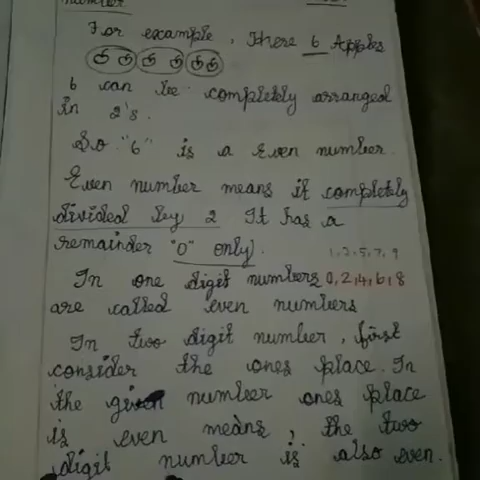 number
For example, There 6 Apples
6 can be completely arranged
in 2's.
So "6" is a Even number.
Even number means it completely
divided by 2 It has a
remainder "0" only).
1,2,5,7,9
In one digit numbers 0,2,4,6,8
are called even numbers
In two digit number, first
consider the ones place. In
the given number ones place
is even means, the two
digit number is also even.